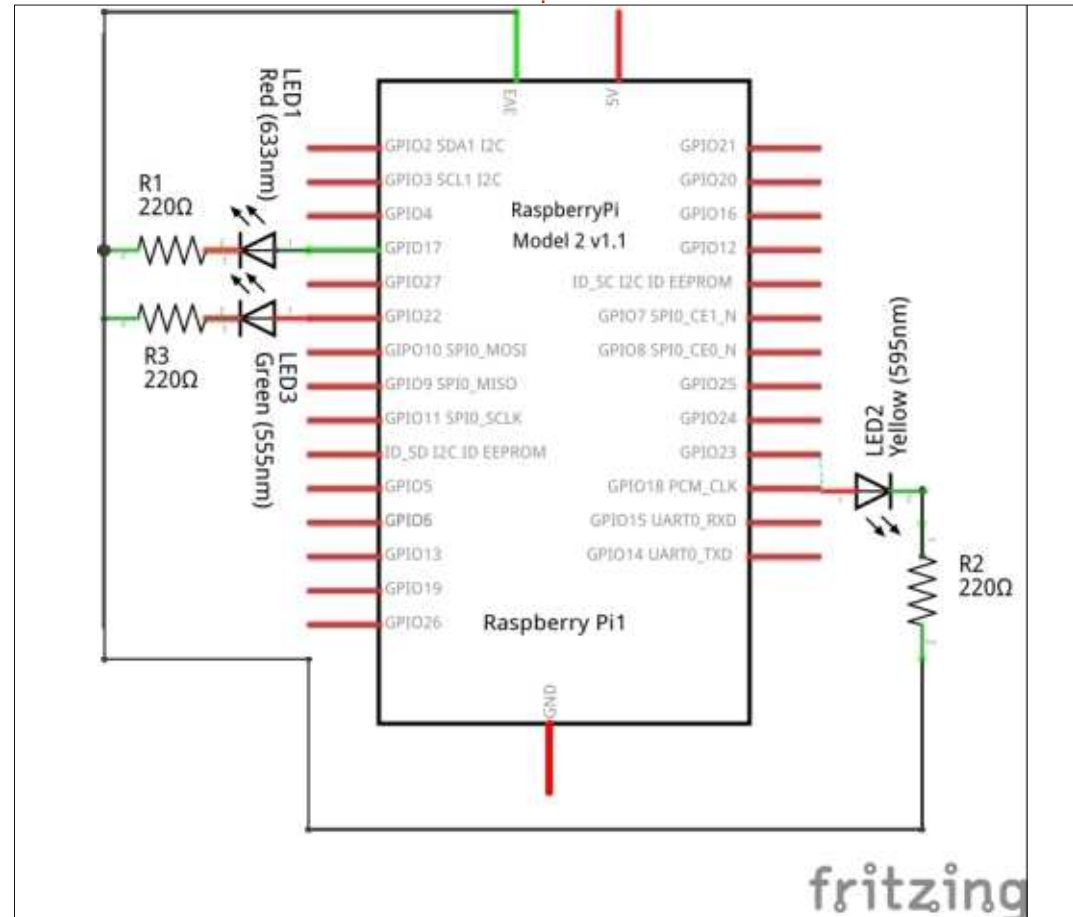 3V3
5V
LED1
Red (633nm)
R1
220Ω
R3
220Ω
LED3
Green (555nm)
GPIO2 SDA1 I2C
GPIO3 SCL1 I2C
GPIO4
GPIO17
GPIO27
GPIO22
GIPO10 SPI0_MOSI
GPIO9 SPI0_MISO
GPIO11 SPI0_SCLK
ID_SD I2C ID EEPROM
GPIO5
GPIO6
GPIO13
GPIO19
GPIO26
RaspberryPi
Model 2 v1.1
Raspberry Pi1
GPIO21
GPIO20
GPIO16
GPIO12
ID_SC I2C ID EEPROM
GPIO7 SPI0_CE1_N
GPIO8 SPI0_CE0_N
GPIO25
GPIO24
GPIO23
GPIO18 PCM_CLK
GPIO15 UART0_RXD
GPIO14 UART0_TXD
LED2
Yellow (595nm)
R2
220Ω
GND
fritzing